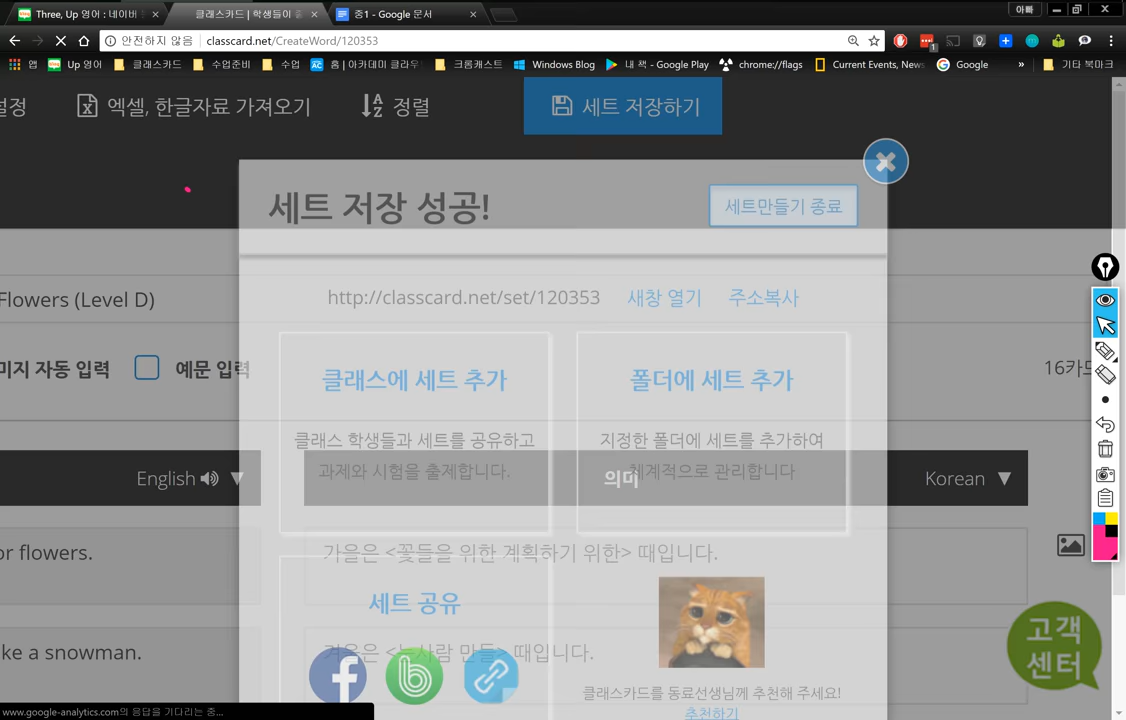 Three, Up 영어 : 네이버
클래스카드 | 학생들이
중1 - Google 문서
아빠
안전하지 않음 classcard.net/CreateWord/120353
앱 Up 영어 클래스카드 수업준비 수업 홈 | 아카데미 클라우 크롬캐스트 Windows Blog 내 책 - Google Play chrome://flags Current Events, News Google » 기타 북마크
설정 엑셀, 한글자료 가져오기 정렬 세트 저장하기
세트 저장 성공! 세트만들기 종료
http://classcard.net/set/120353 새창 열기 주소복사
Flowers (Level D)
미지 자동 입력 예문 입력 16카드
클래스에 세트 추가
클래스 학생들과 세트를 공유하고
과제와 시험을 출제합니다.
폴더에 세트 추가
지정한 폴더에 세트를 추가하여
체계적으로 관리합니다
English 의미 Korean
or flowers. 가을은 <꽃들을 위한 계획하기 위한> 때입니다.
세트 공유
ke a snowman. 겨울은 <눈사람 만들> 때입니다.
클래스카드를 동료선생님께 추천해 주세요!
추천하기
고객
센터
www.google-analytics.com의 응답을 기다리는 중...